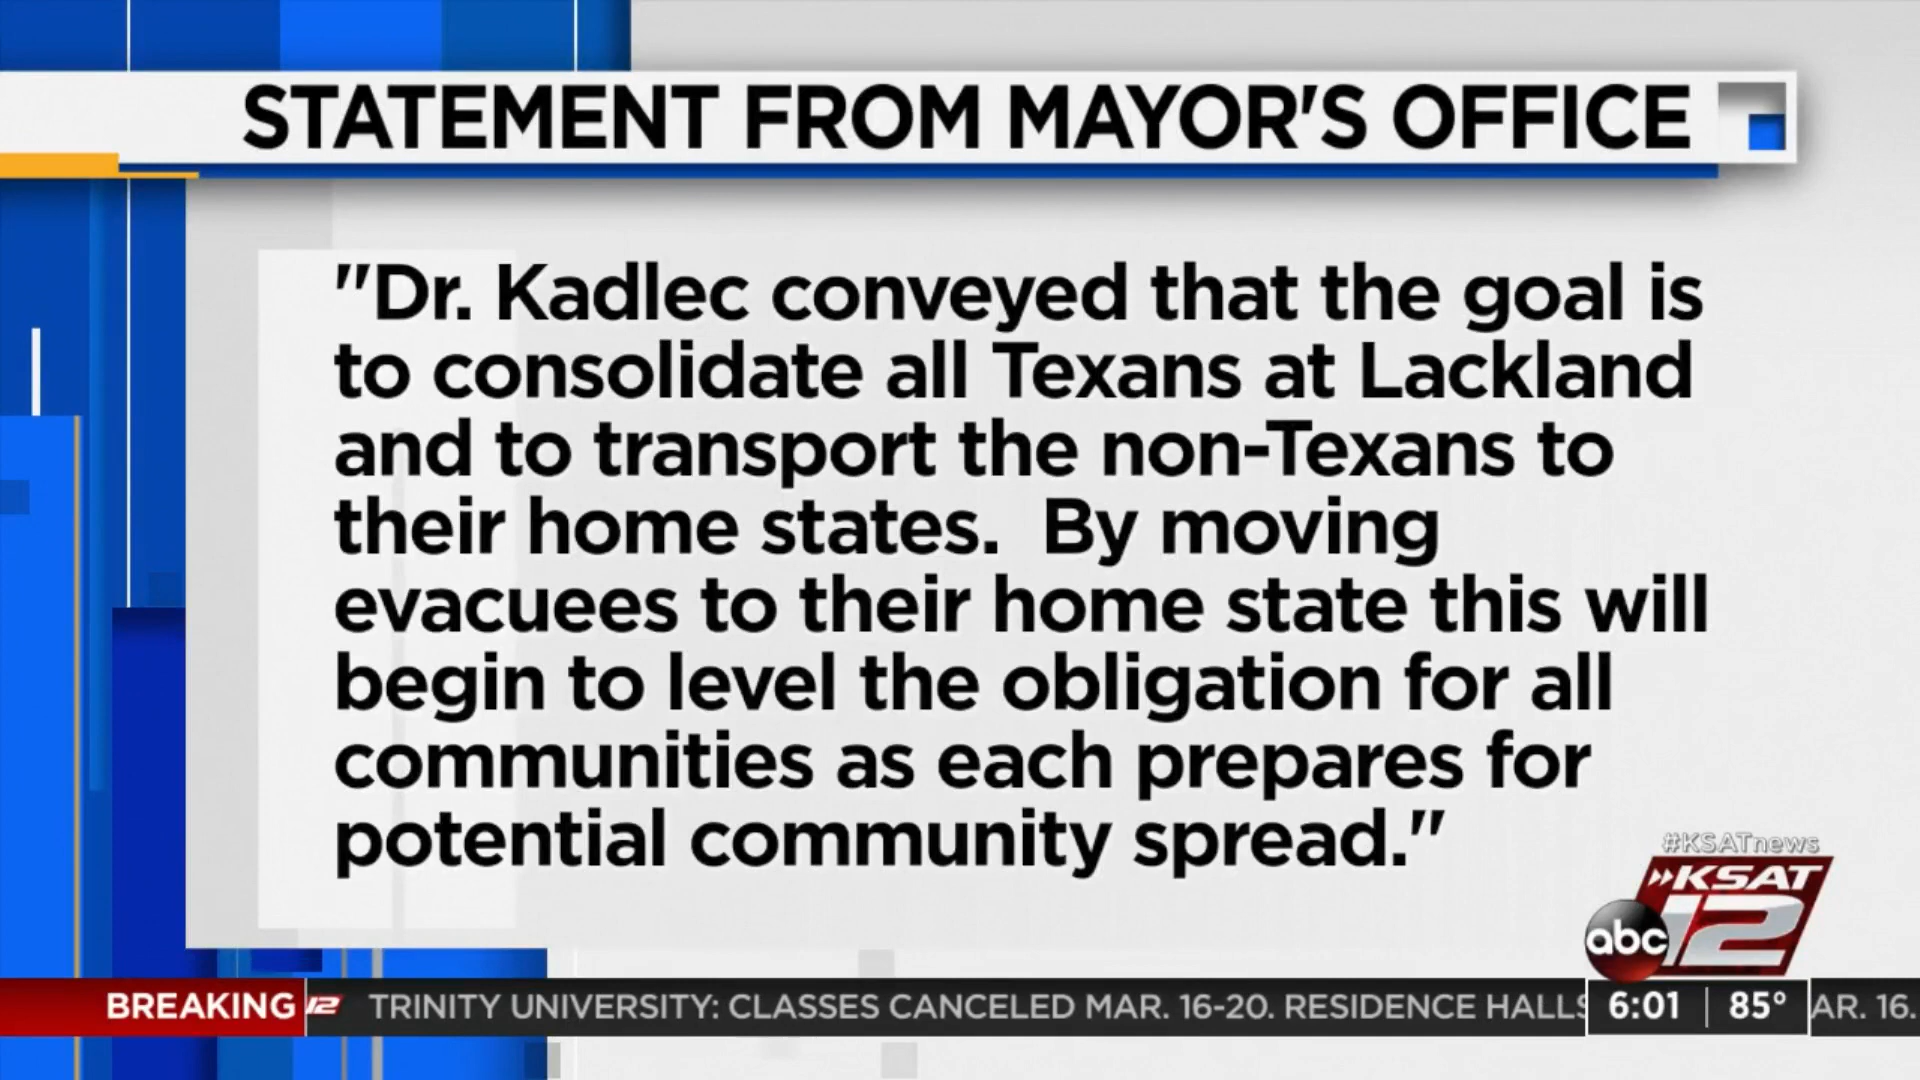 STATEMENT FROM MAYOR'S OFFICE
"Dr. Kadlec conveyed that the goal is
to consolidate all Texans at Lackland
and to transport the non-Texans to
their home states.  By moving
evacuees to their home state this will
begin to level the obligation for all
communities as each prepares for
potential community spread."
#KSATnews
KSAT
abc 12
BREAKING 12 TRINITY UNIVERSITY: CLASSES CANCELED MAR. 16-20. RESIDENCE HALLS 6:01 85° AR. 16.